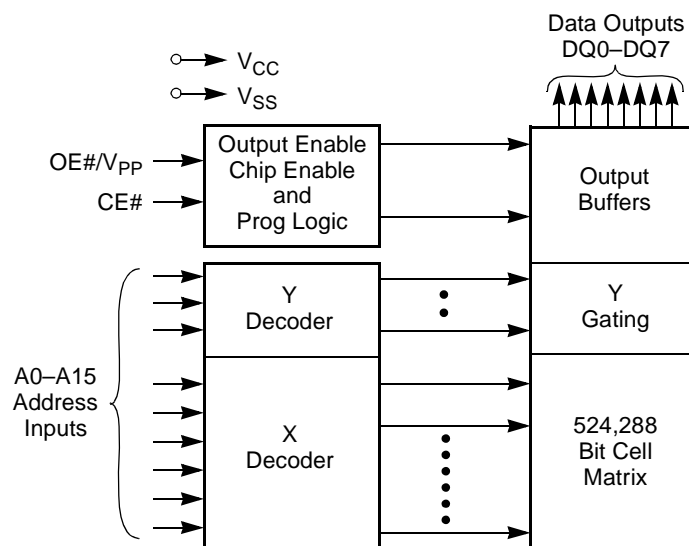 Data Outputs
DQ0–DQ7
VCC
VSS
OE#/VPP
CE#
Output Enable
Chip Enable
and
Prog Logic
Output
Buffers
Y
Decoder
Y
Gating
A0–A15
Address
Inputs
X
Decoder
524,288
Bit Cell
Matrix